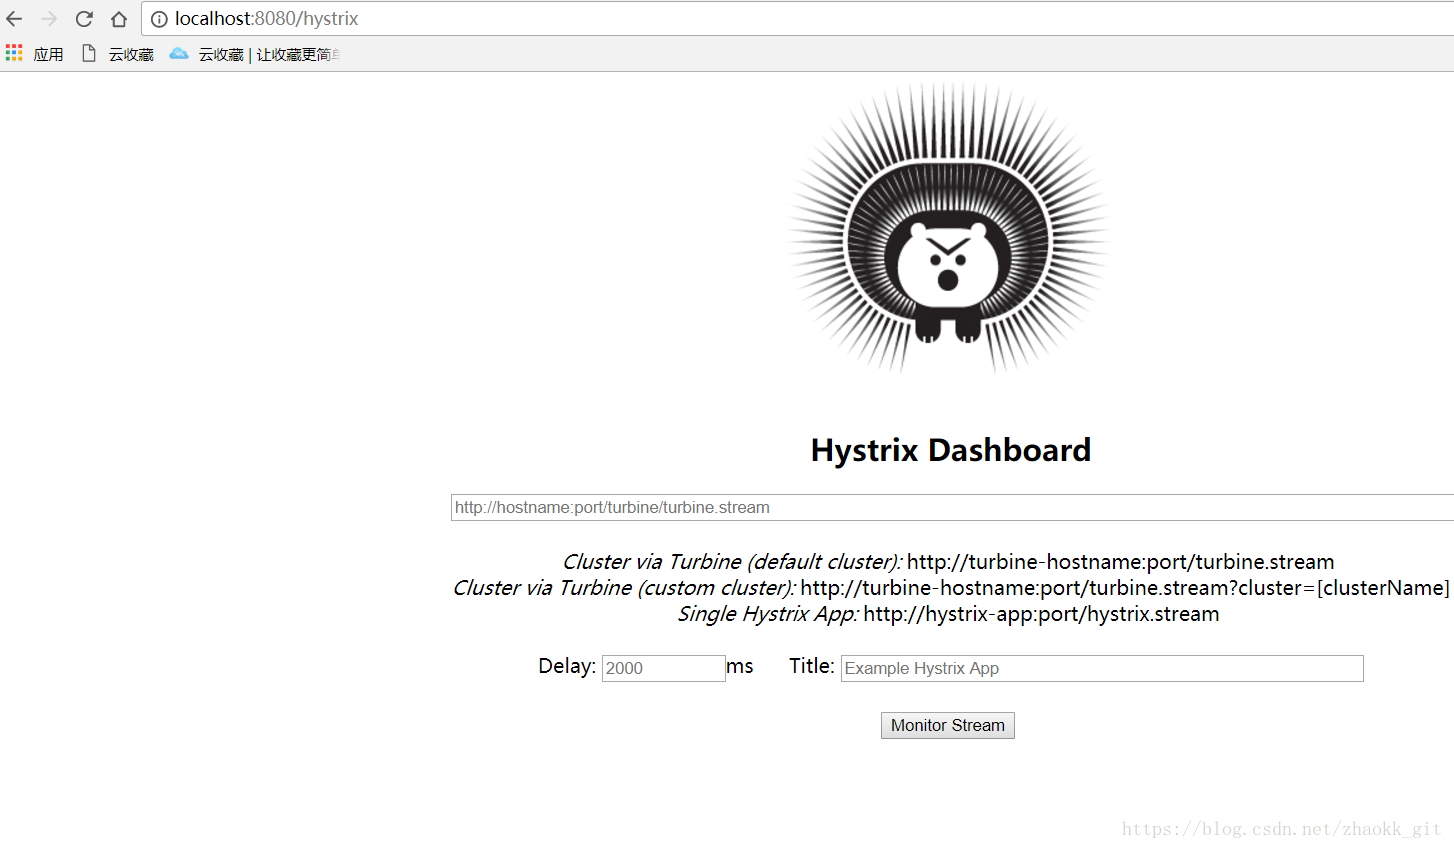 localhost:8080/hystrix
应用 云收藏 云收藏 | 让收藏更简
Hystrix Dashboard
http://hostname:port/turbine/turbine.stream
Cluster via Turbine (default cluster): http://turbine-hostname:port/turbine.stream
Cluster via Turbine (custom cluster): http://turbine-hostname:port/turbine.stream?cluster=[clusterName]
Single Hystrix App: http://hystrix-app:port/hystrix.stream
Delay: 2000 ms Title: Example Hystrix App
Monitor Stream
https://blog.csdn.net/zhaokk_git